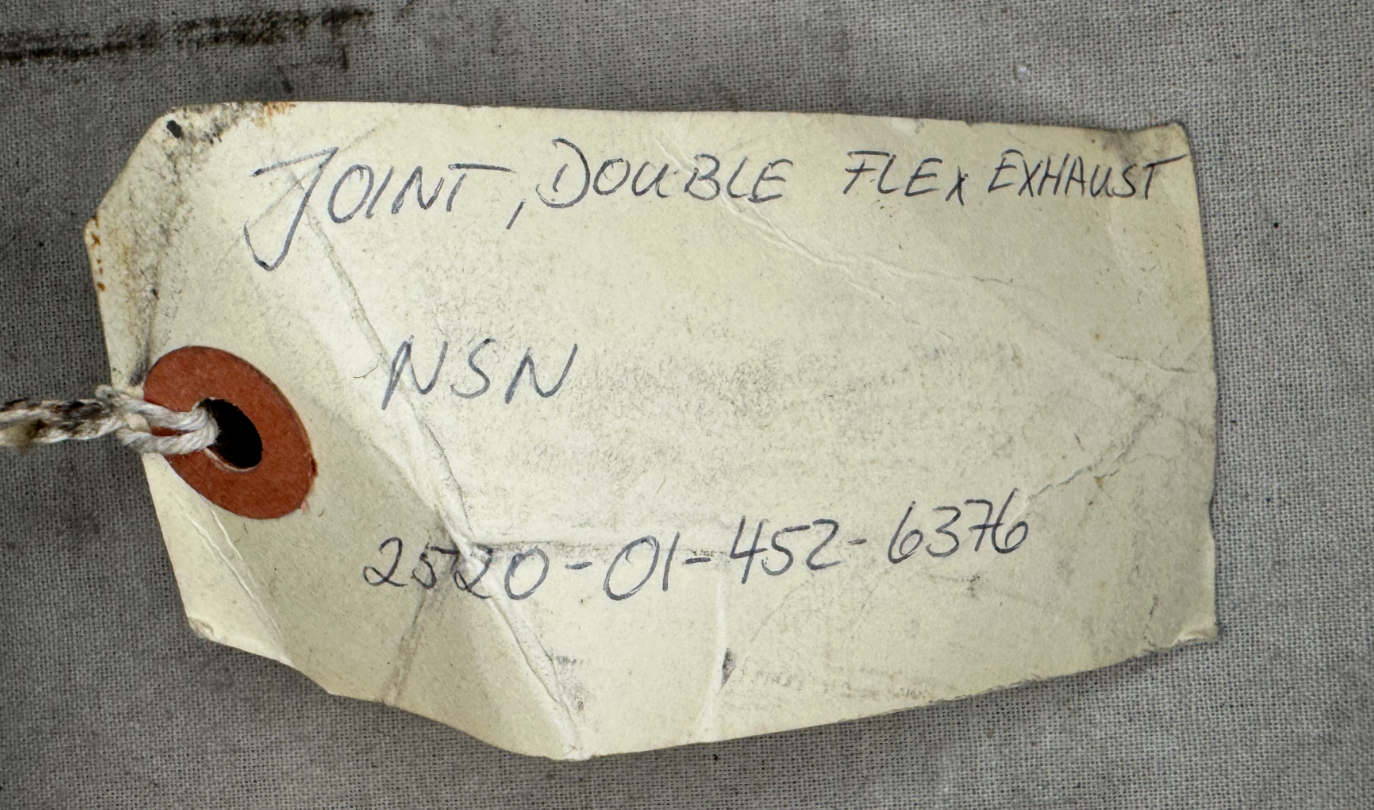 JOINT, DOUBLE FLEX EXHAUST
NSN
2520-01-452-6376